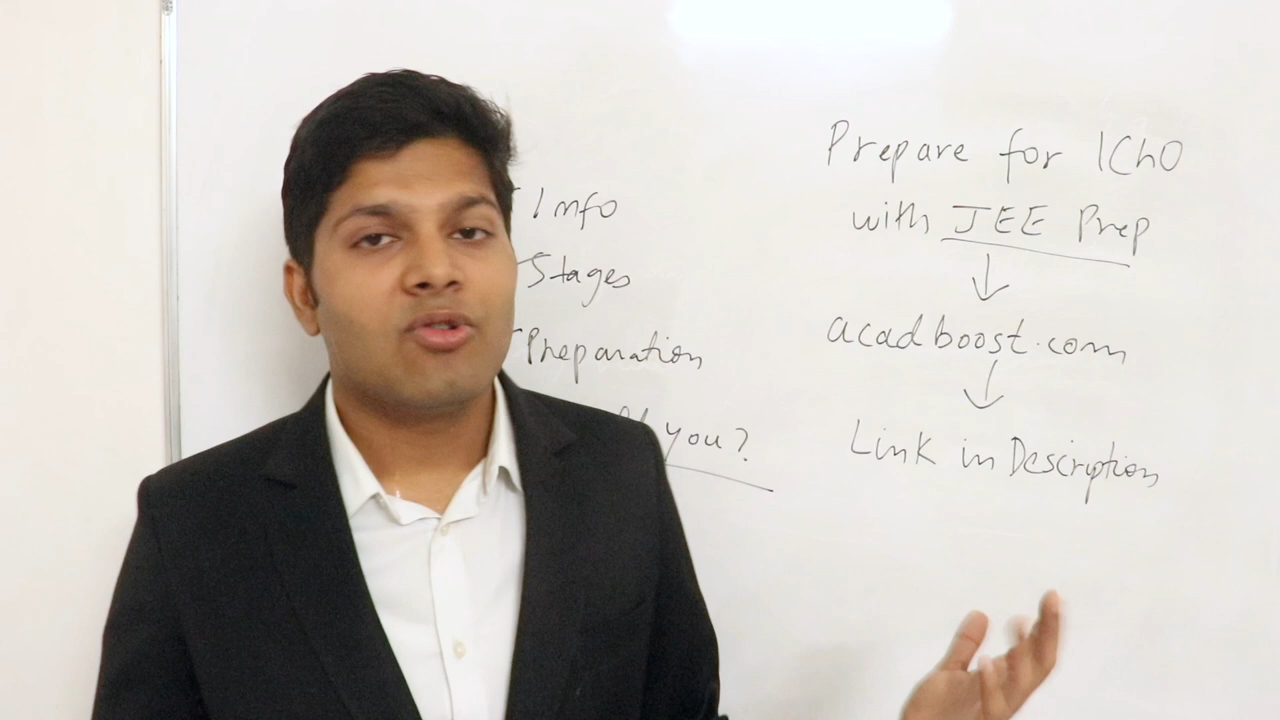 Info
Stages
Preparation
you?
Prepare for IChO
with JEE Prep
acadboost.com
Link in Description